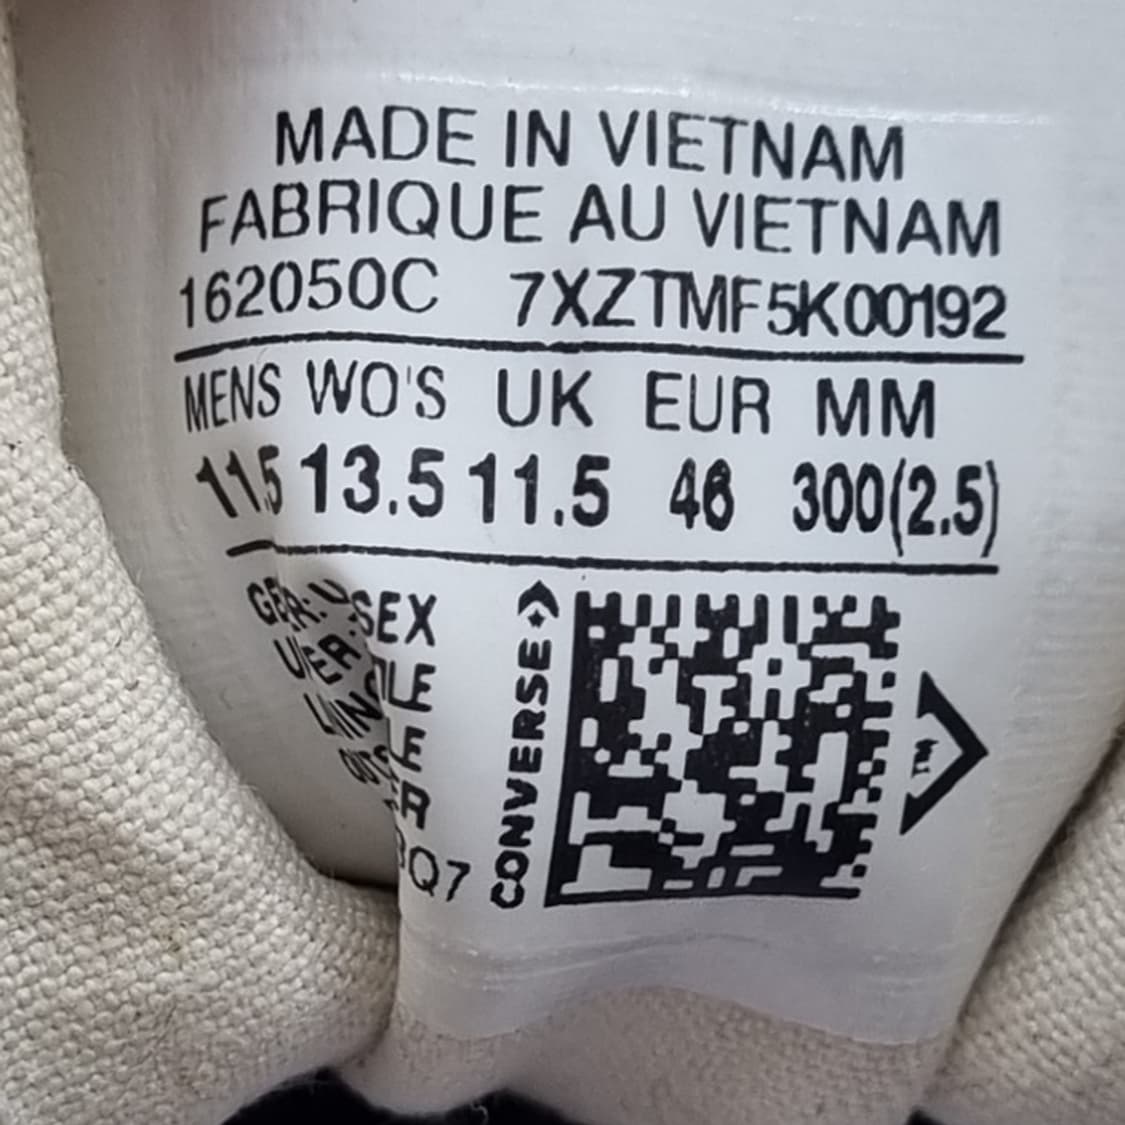 MADE IN VIETNAM
FABRIQUE AU VIETNAM
162050C 7XZTMF5K00192
MENS WO'S UK EUR MM
11.5 13.5 11.5 46 300(2.5)
CONVERSE
TM